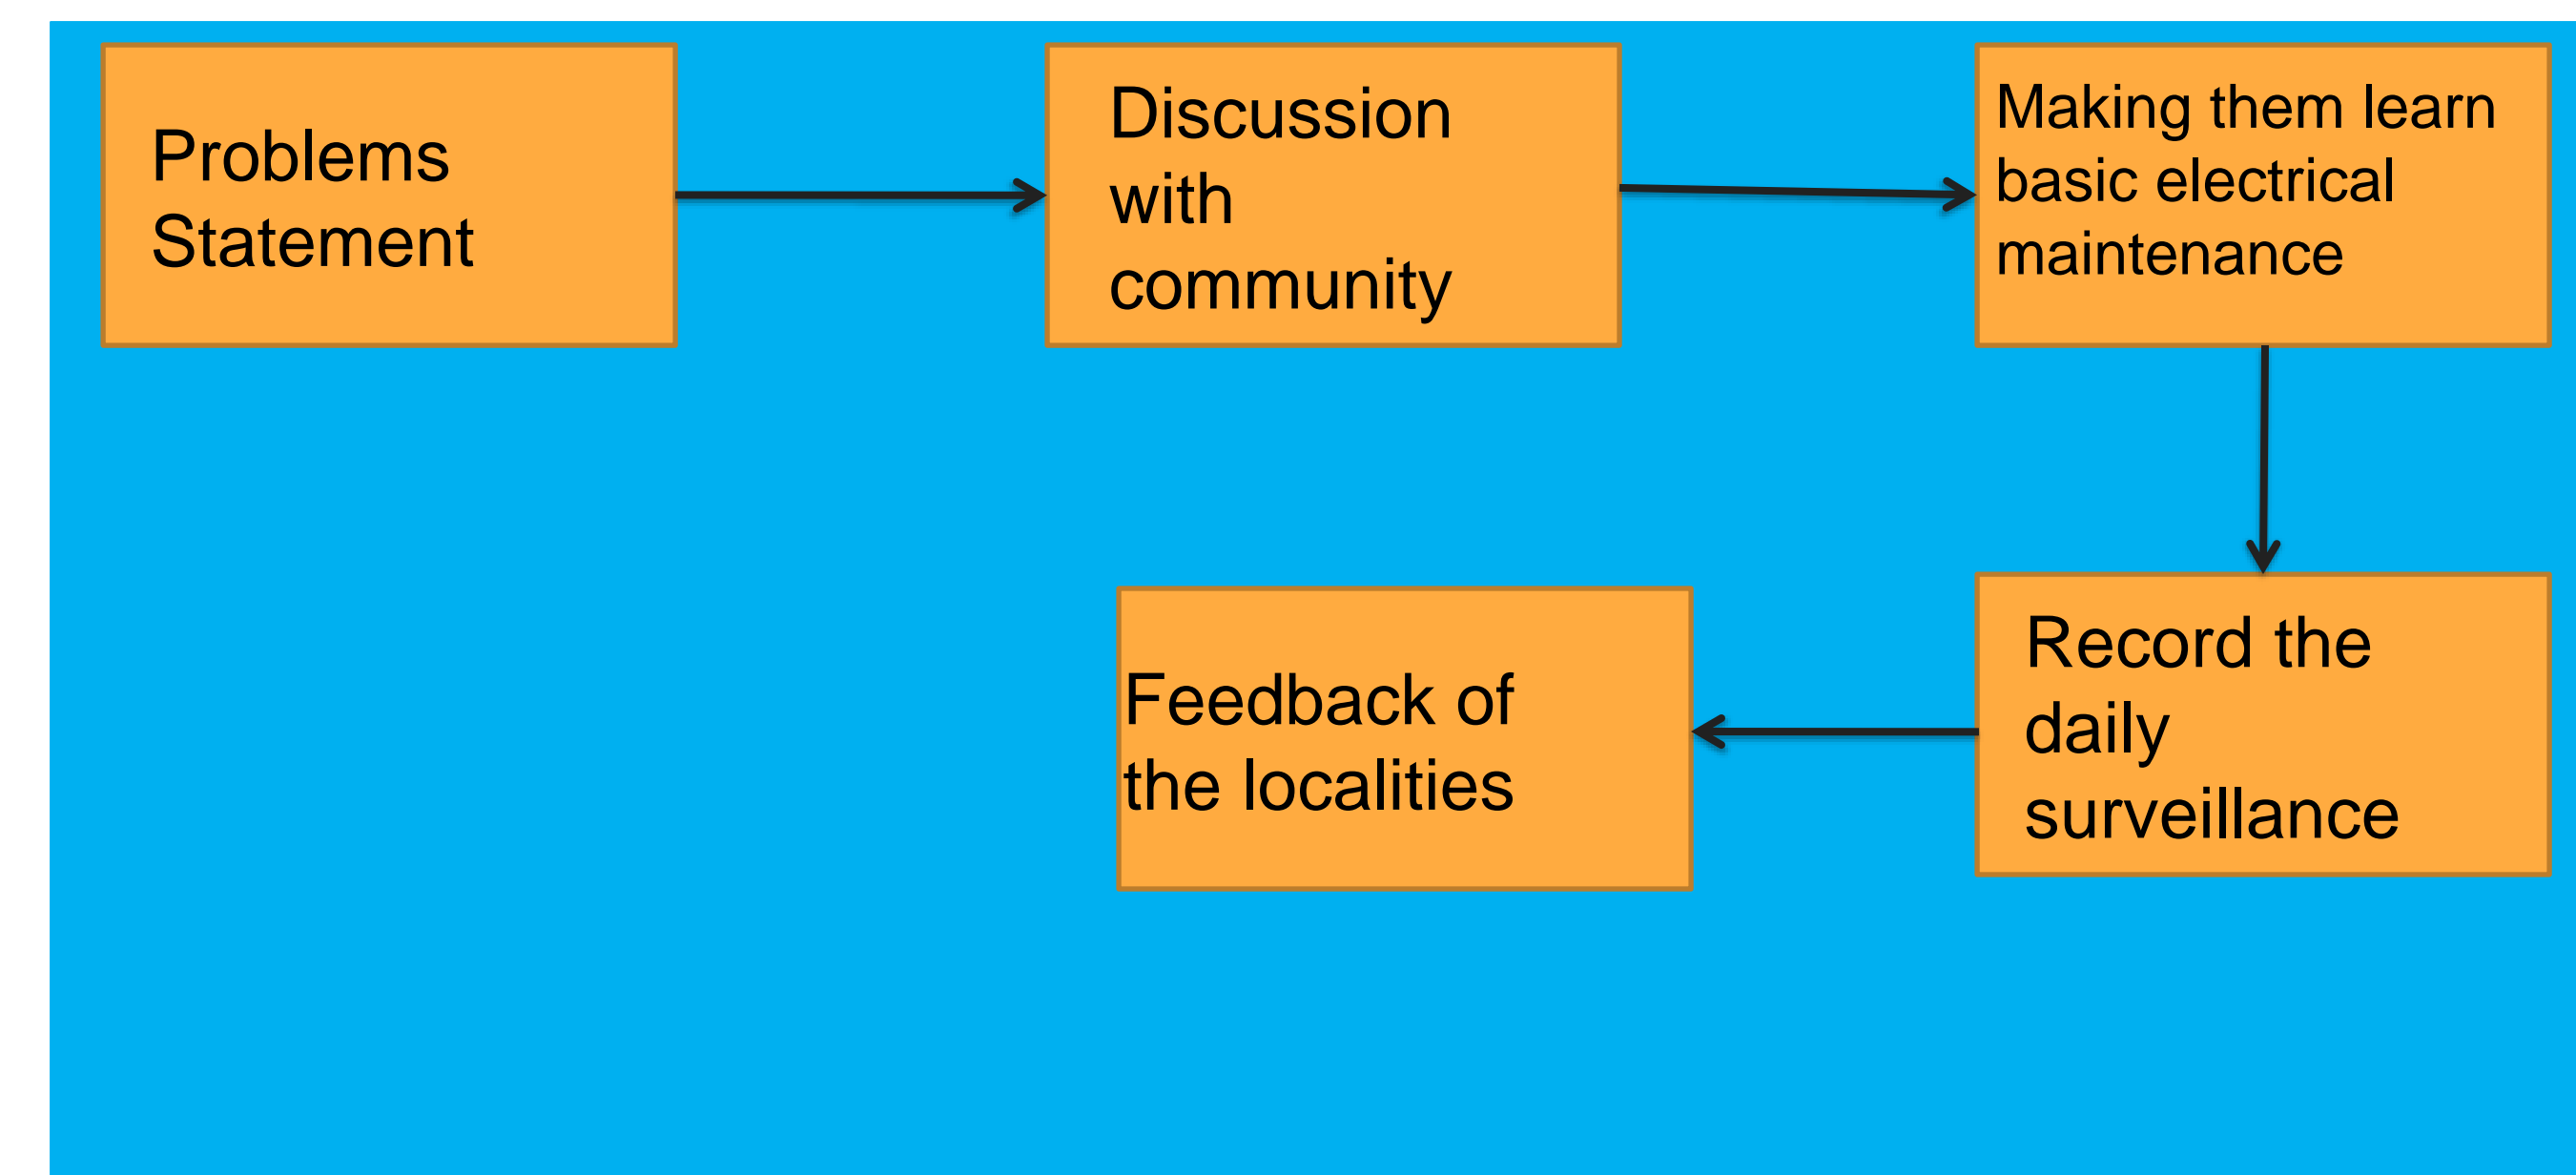 Problems
Statement
Discussion
with
community
Making them learn
basic electrical
maintenance
Record the
daily
surveillance
Feedback of
the localities